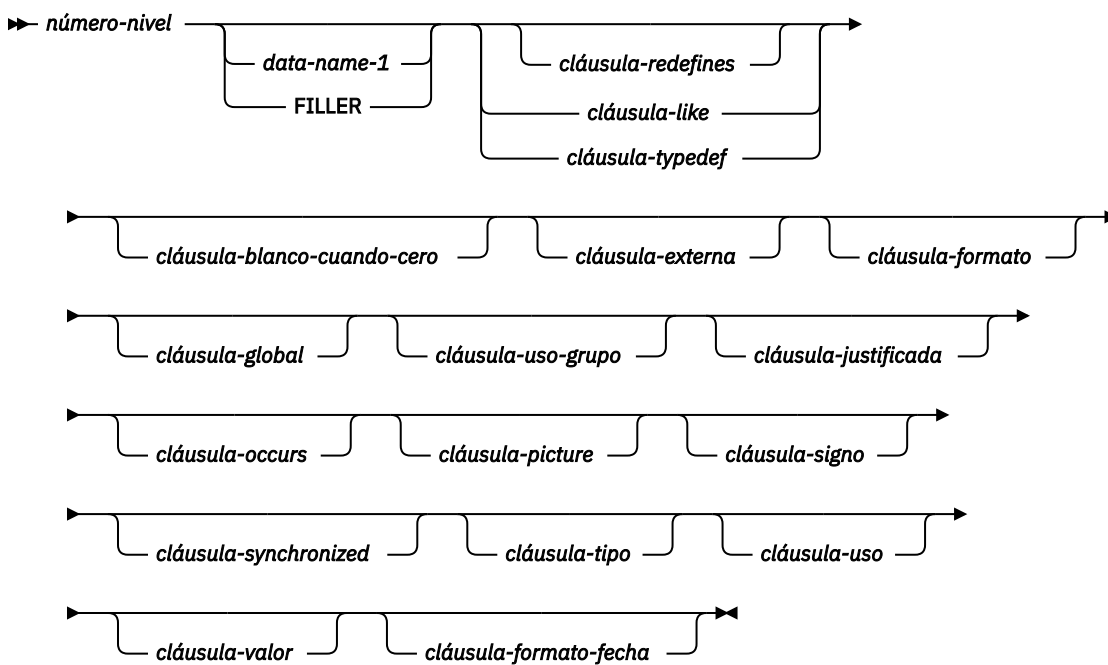 número-nivel
data-name-1
FILLER
cláusula-redefines
cláusula-like
cláusula-typedef
cláusula-blanco-cuando-cero cláusula-externa cláusula-formato
cláusula-global cláusula-uso-grupo cláusula-justificada
cláusula-occurs cláusula-picture cláusula-signo
cláusula-synchronized cláusula-tipo cláusula-uso
cláusula-valor cláusula-formato-fecha